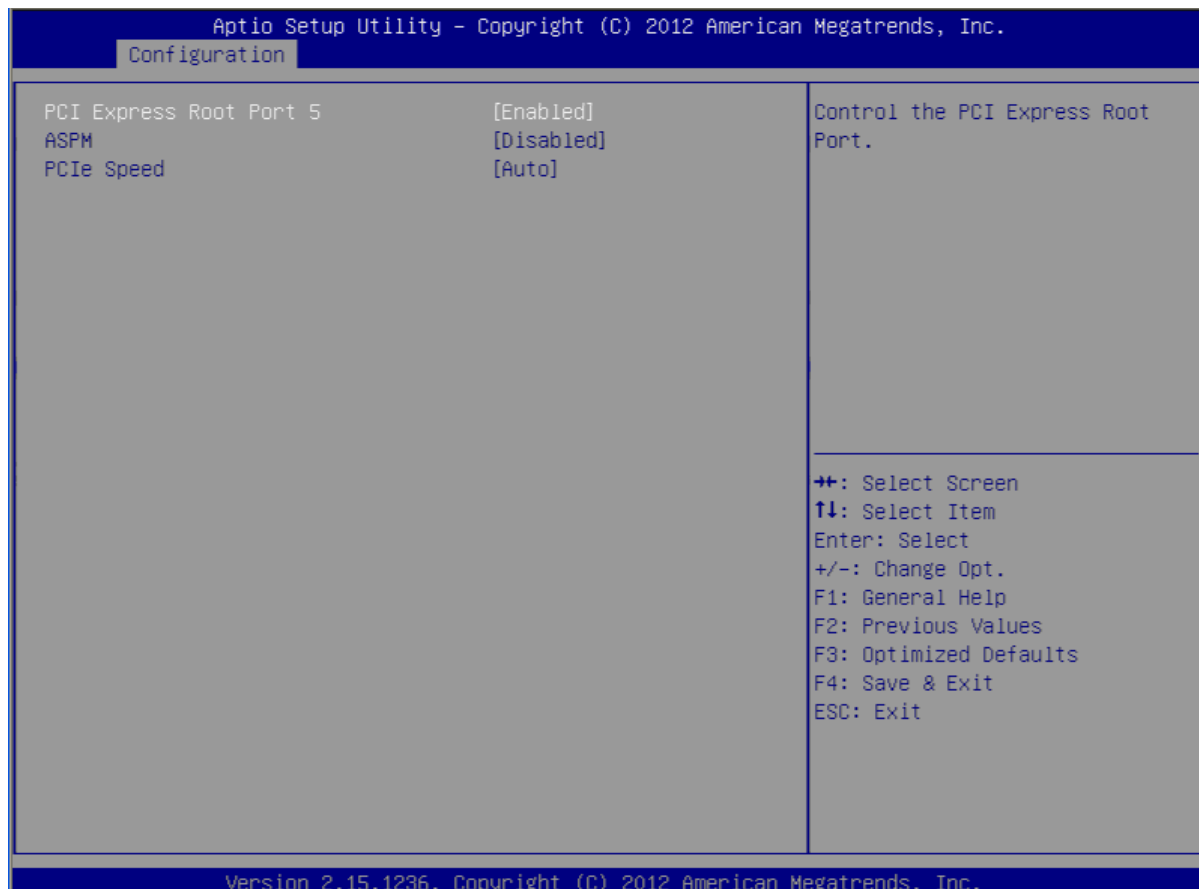 Aptio Setup Utility – Copyright (C) 2012 American Megatrends, Inc.
Configuration
PCI Express Root Port 5 [Enabled]
ASPM [Disabled]
PCIe Speed [Auto]
Control the PCI Express Root
Port.
→←: Select Screen
↑↓: Select Item
Enter: Select
+/-: Change Opt.
F1: General Help
F2: Previous Values
F3: Optimized Defaults
F4: Save & Exit
ESC: Exit
Version 2.15.1236. Copyright (C) 2012 American Megatrends, Inc.